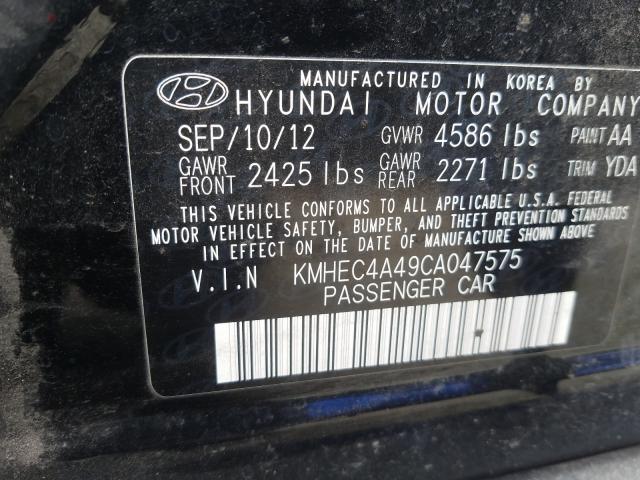 MANUFACTURED IN KOREA BY
HYUNDAI MOTOR COMPANY
SEP/10/12 GVWR 4586 lbs PAINT AA
GAWR FRONT 2425 lbs GAWR REAR 2271 lbs TRIM YDA
THIS VEHICLE CONFORMS TO ALL APPLICABLE U.S.A. FEDERAL
MOTOR VEHICLE SAFETY, BUMPER, AND THEFT PREVENTION STANDARDS
IN EFFECT ON THE DATE OF MANUFACTURE SHOWN ABOVE
V.I.N KMHEC4A49CA047575
PASSENGER CAR